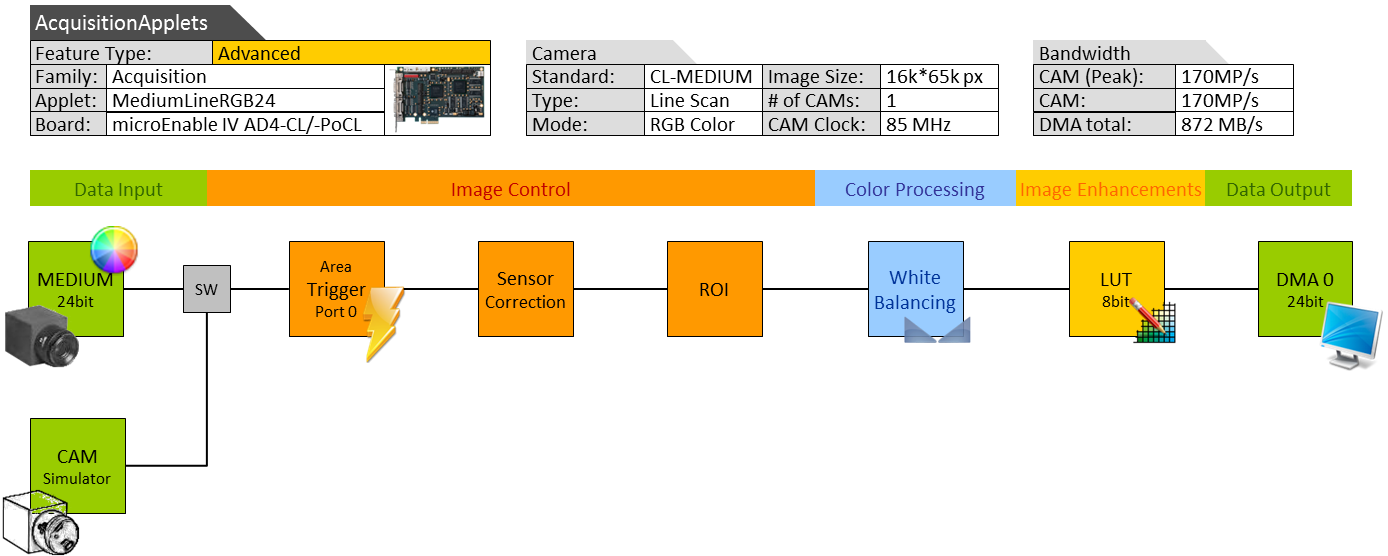 AcquisitionApplets
Feature Type: Advanced
Family: Acquisition
Applet: MediumLineRGB24
Board: microEnable IV AD4-CL/-PoCL
Camera
Standard: CL-MEDIUM Image Size: 16k*65k px
Type: Line Scan # of CAMs: 1
Mode: RGB Color CAM Clock: 85 MHz
Bandwidth
CAM (Peak): 170MP/s
CAM: 170MP/s
DMA total: 872 MB/s
Data Input Image Control Color Processing Image Enhancements Data Output
MEDIUM
24bit
SW
Area
Trigger
Port 0
Sensor
Correction
ROI
White
Balancing
LUT
8bit
DMA 0
24bit
CAM
Simulator